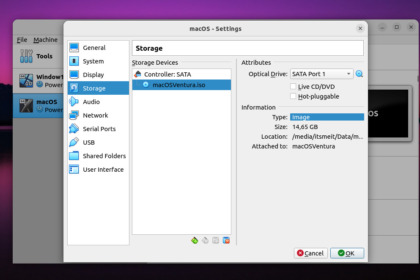 macOS - Settings
File Machine
Tools
Window1
Power
macOS
Power
General
System
Display
Storage
Audio
Network
Serial Ports
USB
Shared Folders
User Interface
Storage
Storage Devices
Controller: SATA
macOSVentura.iso
Attributes
Optical Drive: SATA Port 1
Live CD/DVD
Hot-pluggable
Information
Type: Image
Size: 14,65 GB
Location: /media/itsmeit/Data/m...
Attached to: macOSVentura
OS
Cancel
OK